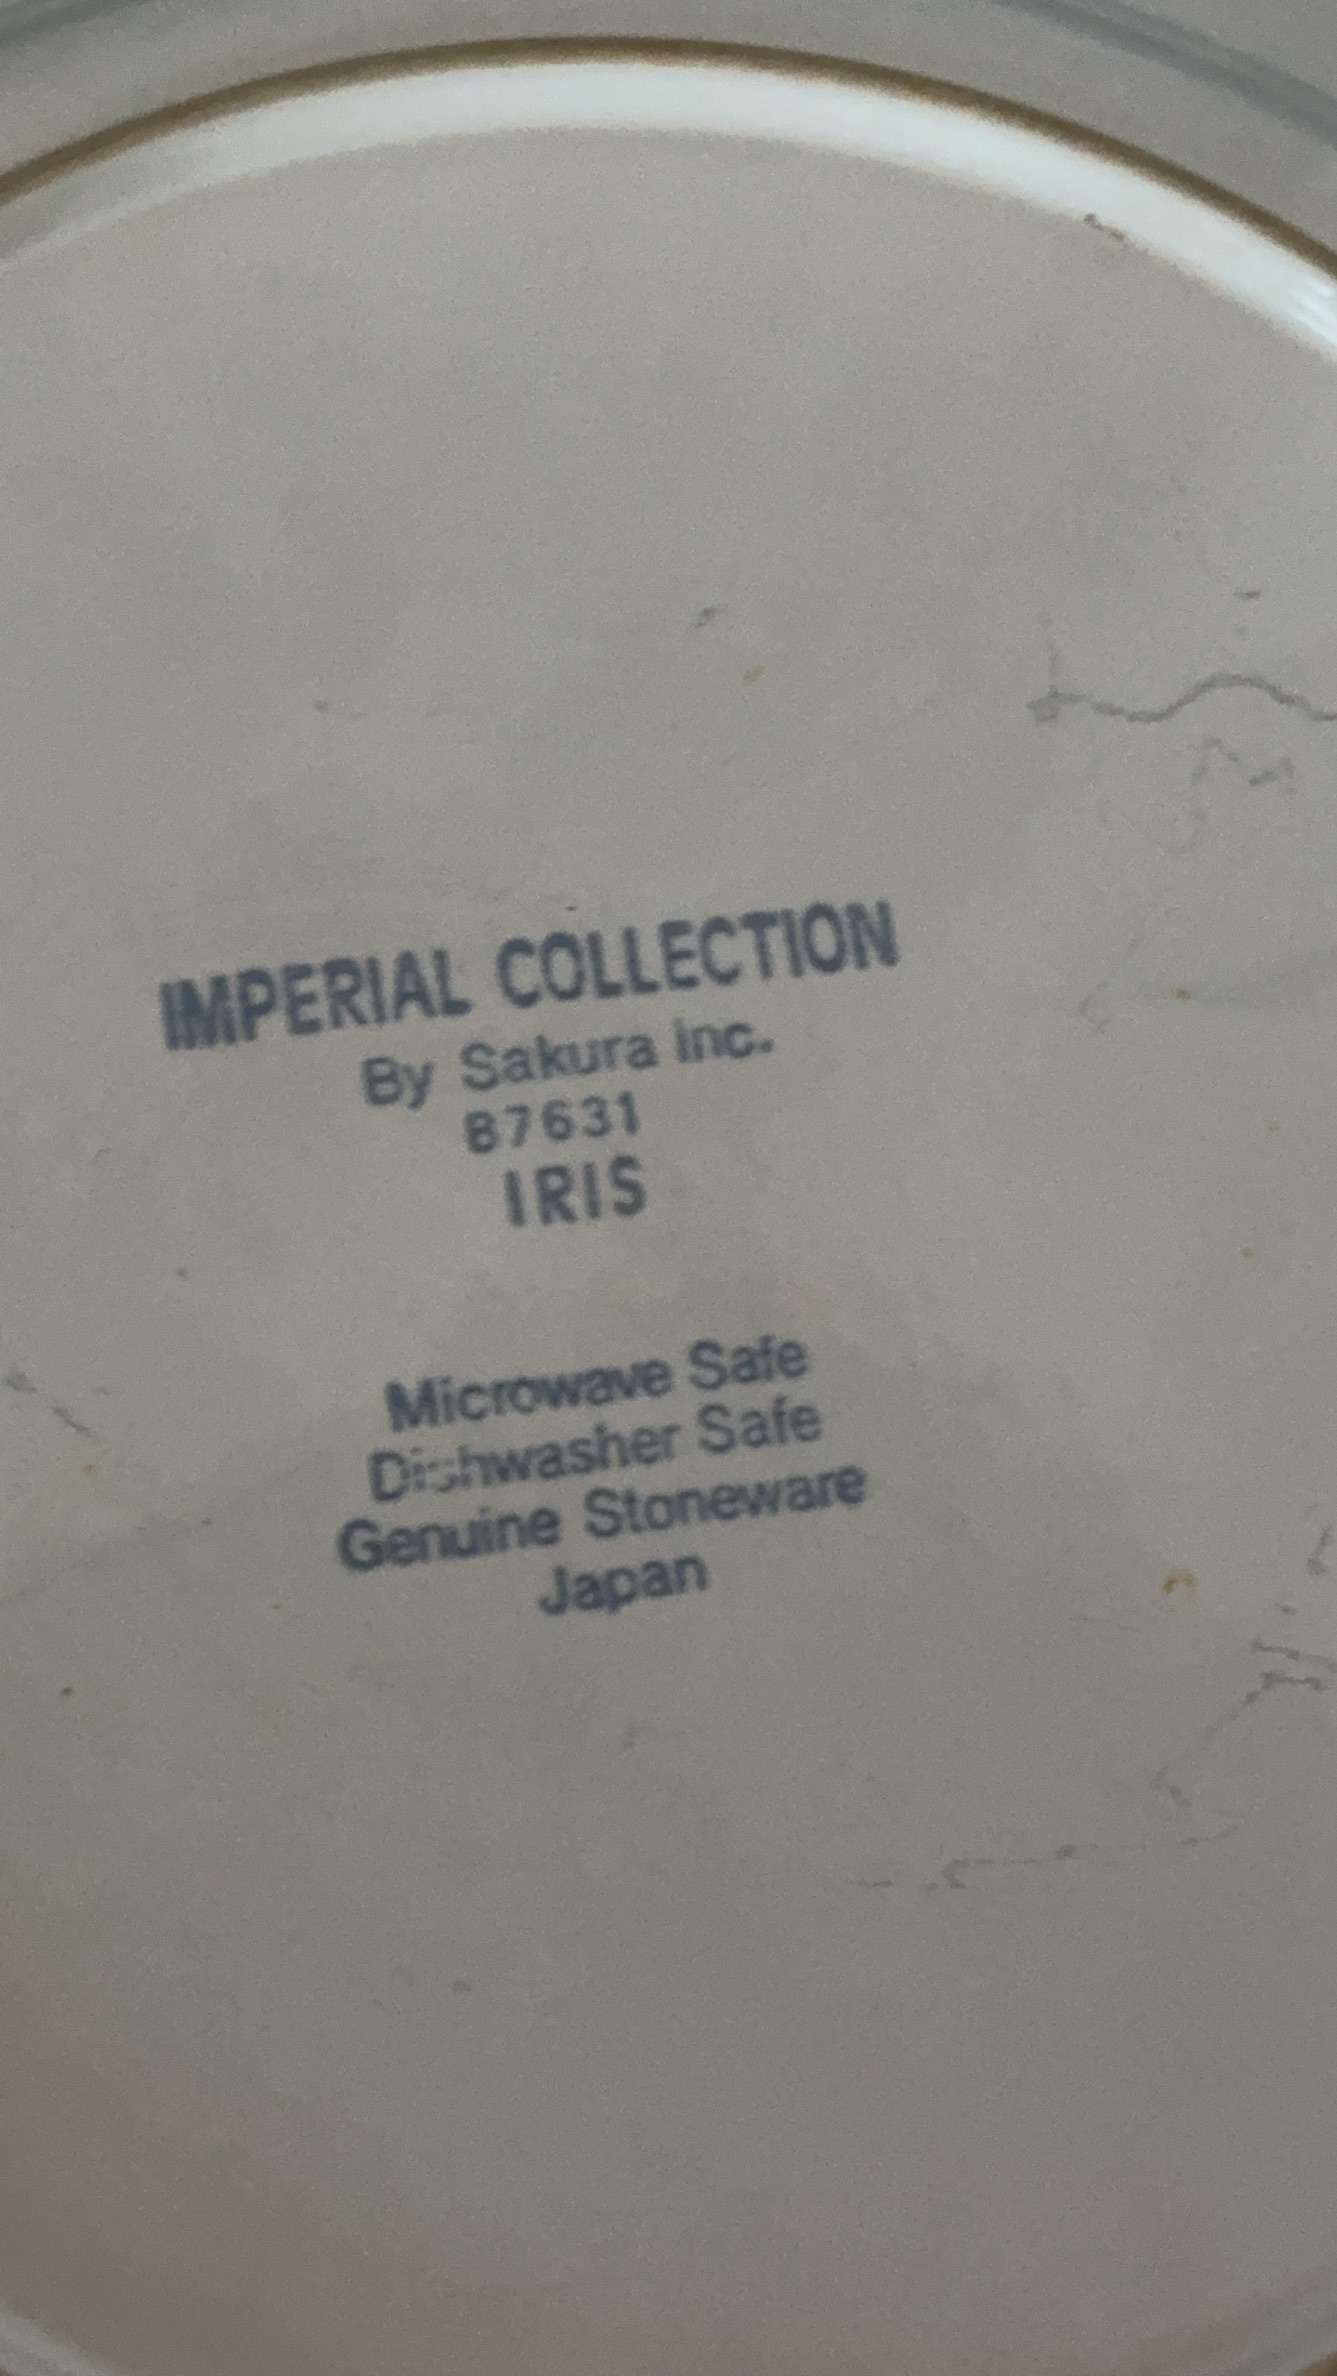 IMPERIAL COLLECTION
By Sakura Inc.
87631
IRIS
Microwave Safe
Dishwasher Safe
Genuine Stoneware
Japan